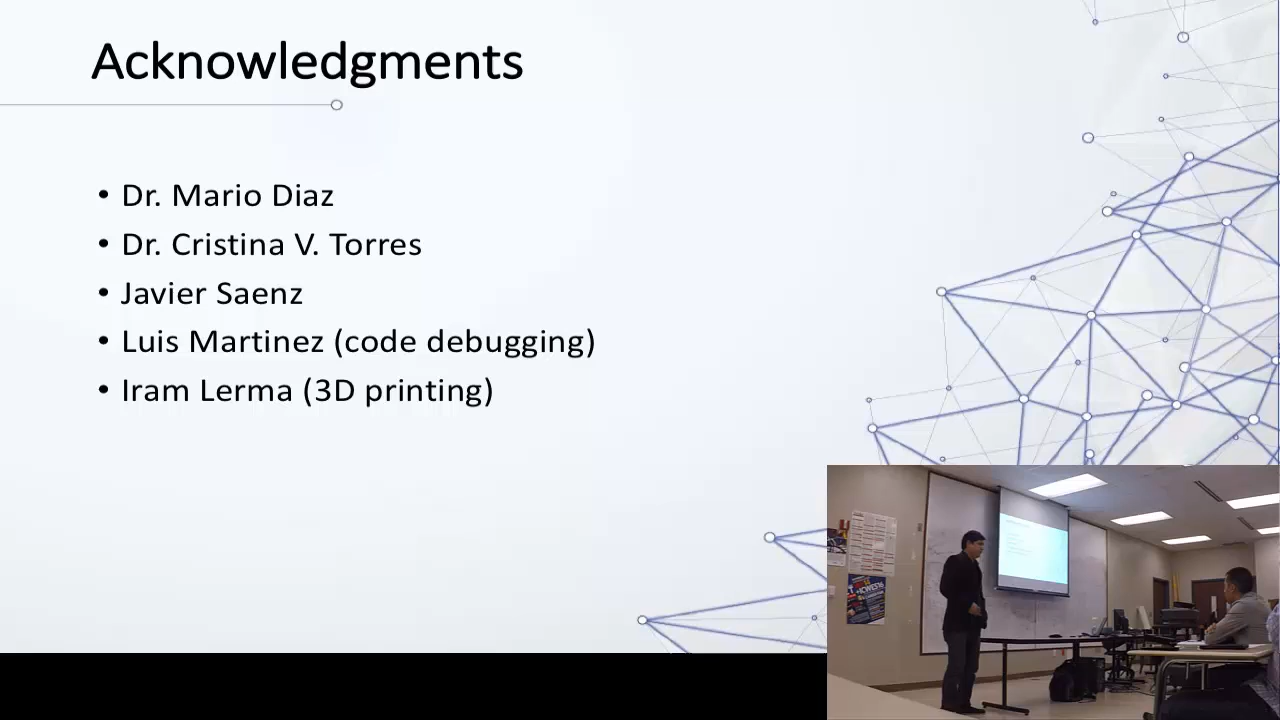 Acknowledgments
• Dr. Mario Diaz
• Dr. Cristina V. Torres
• Javier Saenz
• Luis Martinez (code debugging)
• Iram Lerma (3D printing)